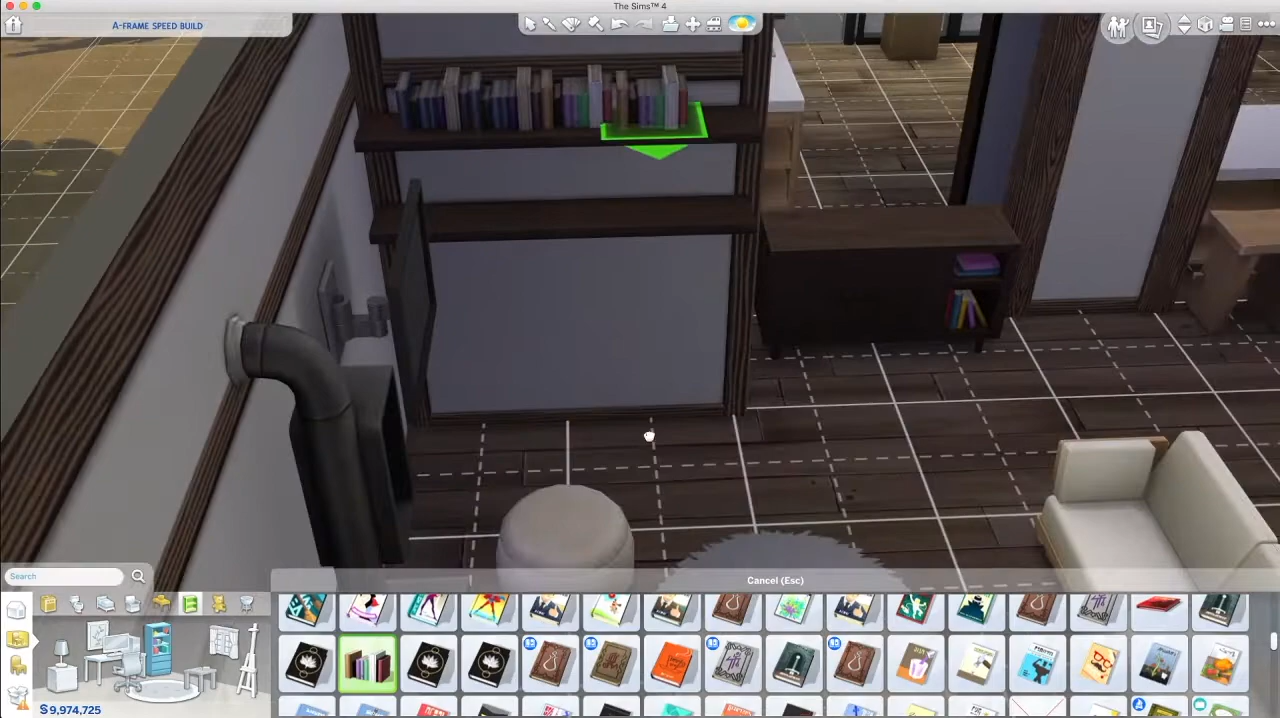 The Sims™ 4
A-FRAME SPEED BUILD
Cancel (Esc)
Search
§9,974,725